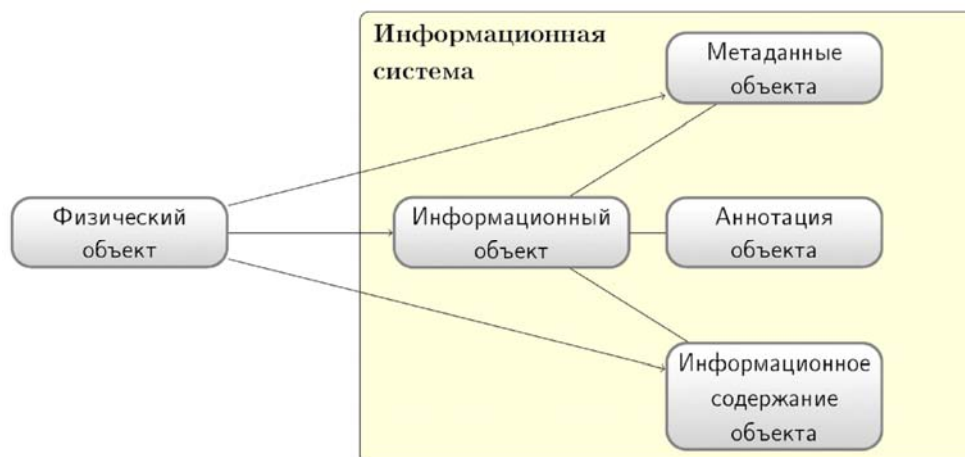 Информационная
система
Метаданные
объекта
Физический
объект
Информационный
объект
Аннотация
объекта
Информационное
содержание
объекта